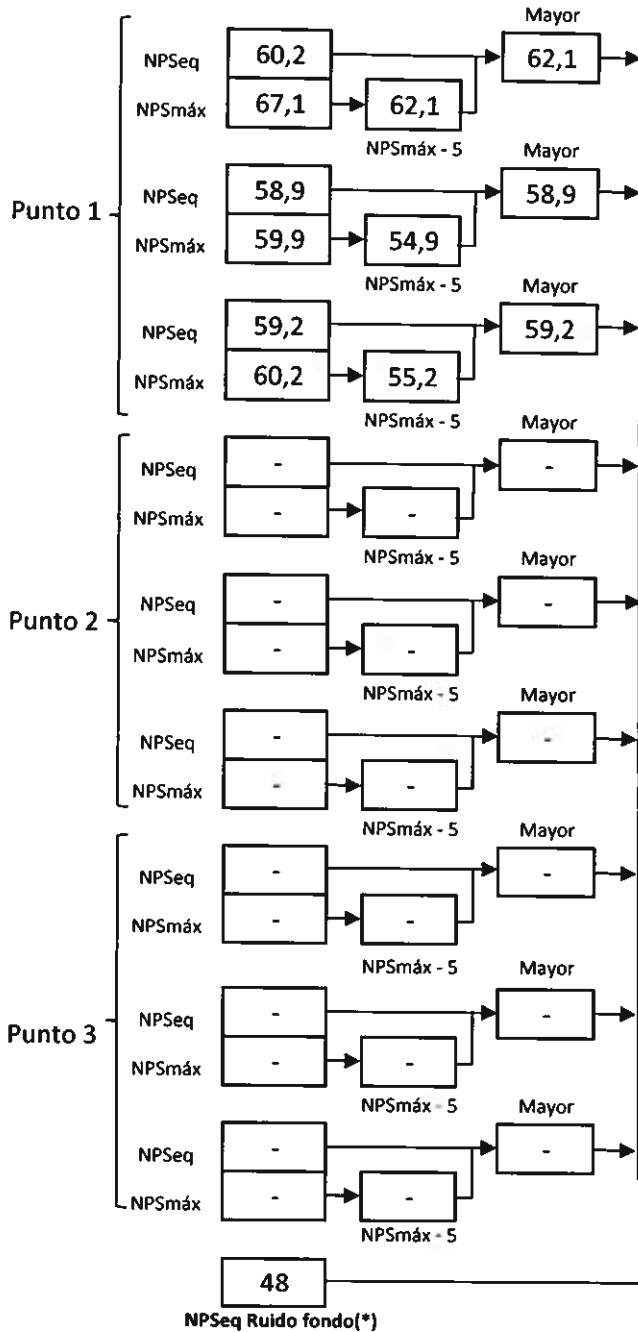 Mayor
NPSeq 60,2 62,1
NPSmáx 67,1 62,1
NPSmáx - 5
Mayor
Punto 1
NPSeq 58,9 58,9
NPSmáx 59,9 54,9
NPSmáx - 5
Mayor
NPSeq 59,2 59,2
NPSmáx 60,2 55,2
NPSmáx - 5
Mayor
NPSeq - -
NPSmáx - -
NPSmáx - 5
Mayor
Punto 2
NPSeq - -
NPSmáx - -
NPSmáx - 5
Mayor
NPSeq - -
NPSmáx - -
NPSmáx - 5
Mayor
NPSeq - -
NPSmáx - -
NPSmáx - 5
Mayor
Punto 3
NPSeq - -
NPSmáx - -
NPSmáx - 5
Mayor
NPSeq - -
NPSmáx - -
NPSmáx - 5
48
NPSeq Ruido fondo(*)